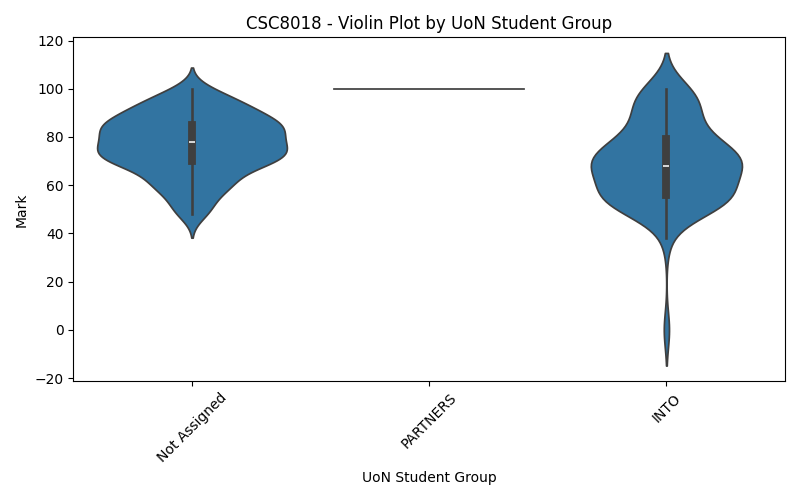 CSC8018 - Violin Plot by UoN Student Group
Mark
120
100
80
60
40
20
0
−20
Not Assigned
PARTNERS
INTO
UoN Student Group